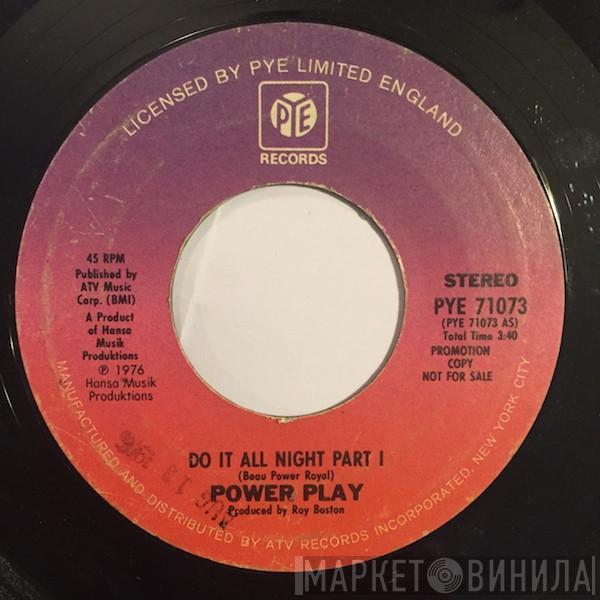 LICENSED BY PYE LIMITED ENGLAND
PYE
RECORDS
45 RPM
Published by
ATV Music
Corp. (BMI)
A Product
of Hansa
Musik
Produktions
℗ 1976
Hansa Musik
Produktions
STEREO
PYE 71073
(PYE 71073 AS)
Total Time 3:40
PROMOTION
COPY
NOT FOR SALE
DO IT ALL NIGHT PART I
(Beau Power Royal)
POWER PLAY
Produced by Roy Boston
AUG 13 1976
MANUFACTURED AND DISTRIBUTED BY ATV RECORDS INCORPORATED, NEW YORK CITY
МАРКЕТ ВИНИЛА